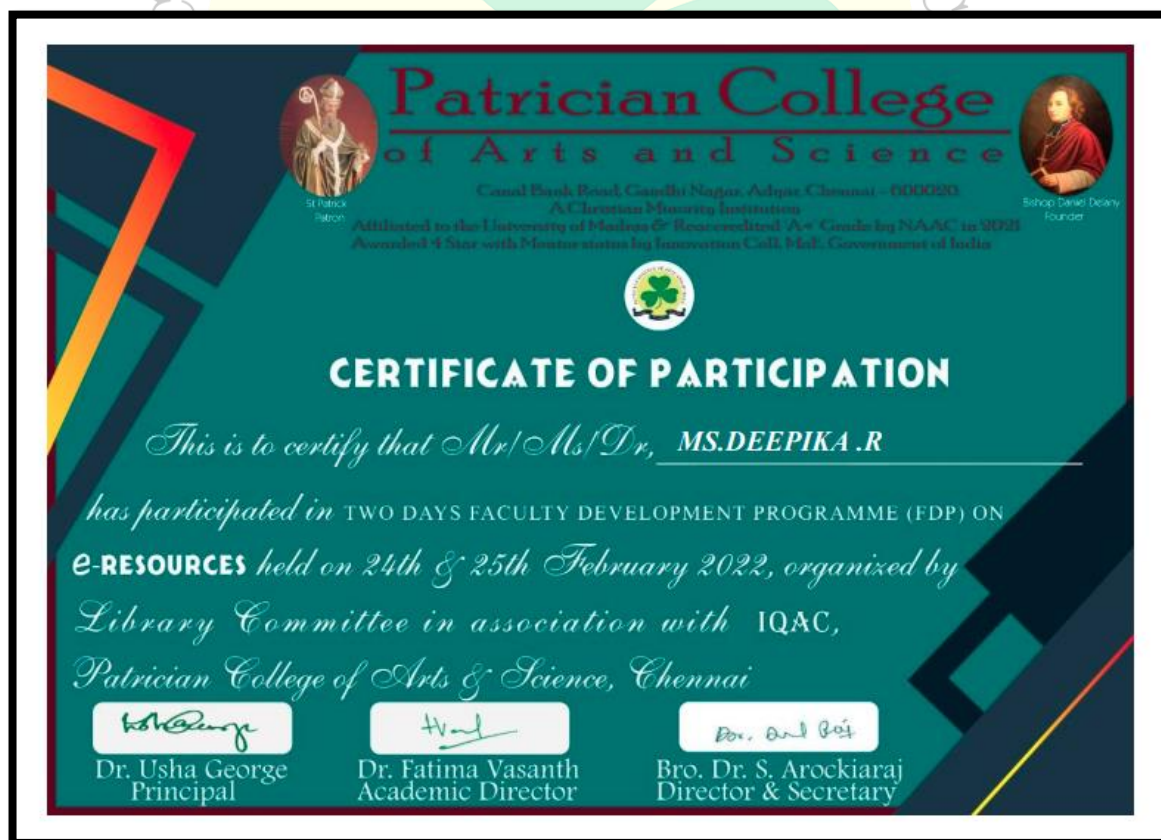 Patrician College
of Arts and Science
Canal Bank Road, Gandhi Nagar, Adyar, Chennai - 600020.
A Christian Minority Institution
Affiliated to the University of Madras & Reaccredited 'A+' Grade by NAAC in 2021
Awarded 4 Star with Mentor status by Innovation Cell, MoE, Government of India
St Patrick
Patron
Bishop Daniel Delany
Founder
CERTIFICATE OF PARTICIPATION
This is to certify that Mr/Ms/Dr, MS.DEEPIKA .R
has participated in TWO DAYS FACULTY DEVELOPMENT PROGRAMME (FDP) ON
e-RESOURCES held on 24th & 25th February 2022, organized by
Library Committee in association with IQAC,
Patrician College of Arts & Science, Chennai
Dr. Usha George
Principal
Dr. Fatima Vasanth
Academic Director
Bro. Dr. S. Arockiaraj
Director & Secretary